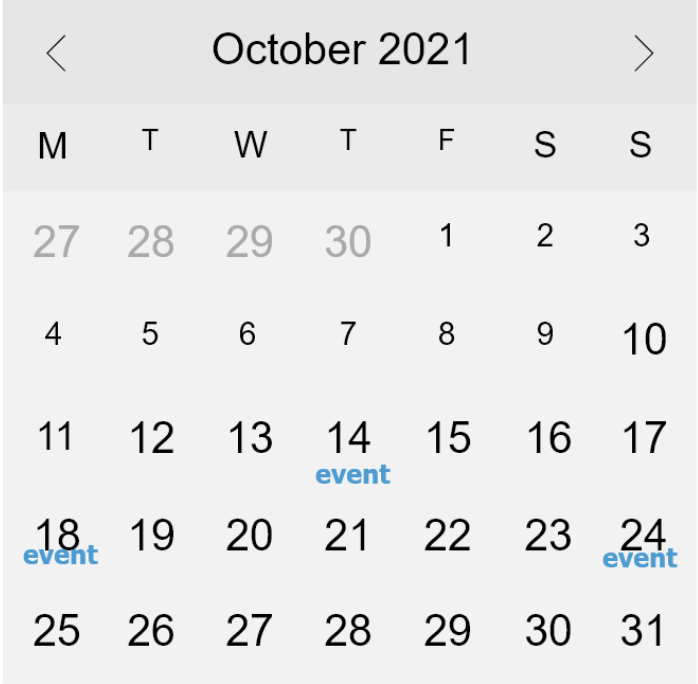 October 2021
M T W T F S S
27 28 29 30 1 2 3
4 5 6 7 8 9 10
11 12 13 14 15 16 17
event
18 19 20 21 22 23 24
event event
25 26 27 28 29 30 31